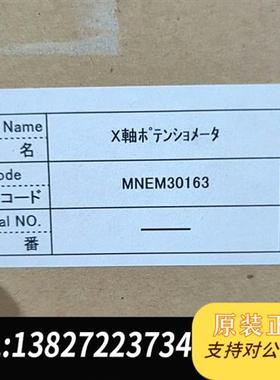 Name
名
X軸ポテンショメータ
ode
コード
MNEM30163
al NO.
番
原装正
支持对公
:13827223734